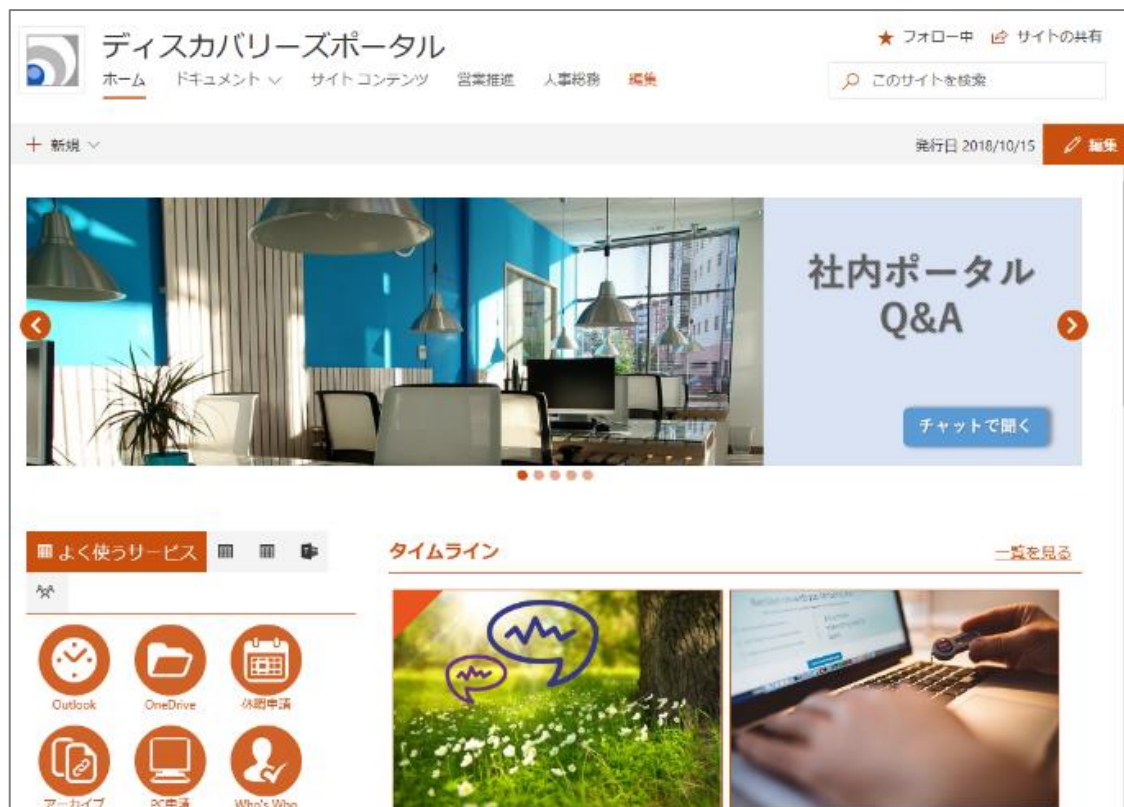 ディスカバリーズポータル
★ フォロー中 サイトの共有
ホーム ドキュメント サイト コンテンツ 営業推進 人事総務 編集
このサイトを検索
＋ 新規
発行日 2018/10/15 編集
社内ポータル
Q&A
チャットで聞く
よく使うサービス
タイムライン 一覧を見る
Outlook OneDrive 休暇申請
アーカイブ PC申請 Who's Who